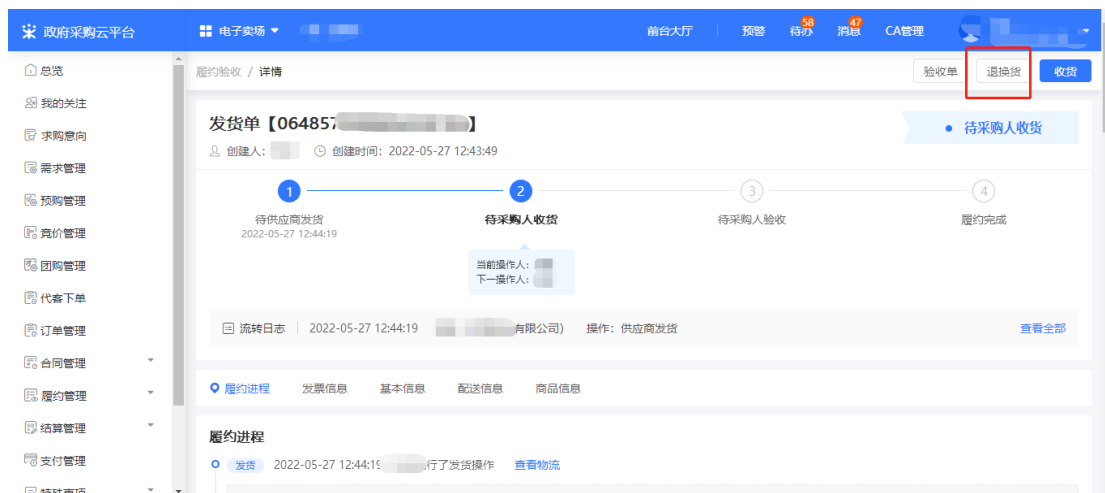 政府采购云平台
电子卖场
前台大厅
预警
待办
58
消息
47
CA管理
总览
我的关注
求购意向
需求管理
预购管理
竞价管理
团购管理
代客下单
订单管理
合同管理
履约管理
结算管理
支付管理
特殊事项
履约验收 / 详情
验收单
退换货
收货
发货单【064857 】
待采购人收货
创建人：
创建时间：2022-05-27 12:43:49
1
2
3
4
待供应商发货
待采购人收货
待采购人验收
履约完成
2022-05-27 12:44:19
当前操作人：
下一操作人：
流转日志
2022-05-27 12:44:19 有限公司) 操作：供应商发货
查看全部
履约进程
发票信息
基本信息
配送信息
商品信息
履约进程
发货 2022-05-27 12:44:19 行了发货操作 查看物流